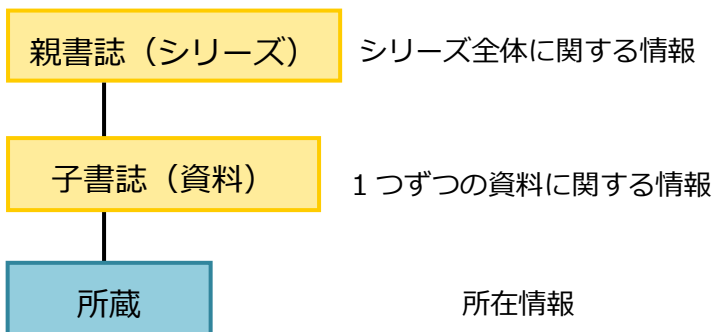 親書誌（シリーズ） シリーズ全体に関する情報
子書誌（資料） 1つずつの資料に関する情報
所蔵 所在情報